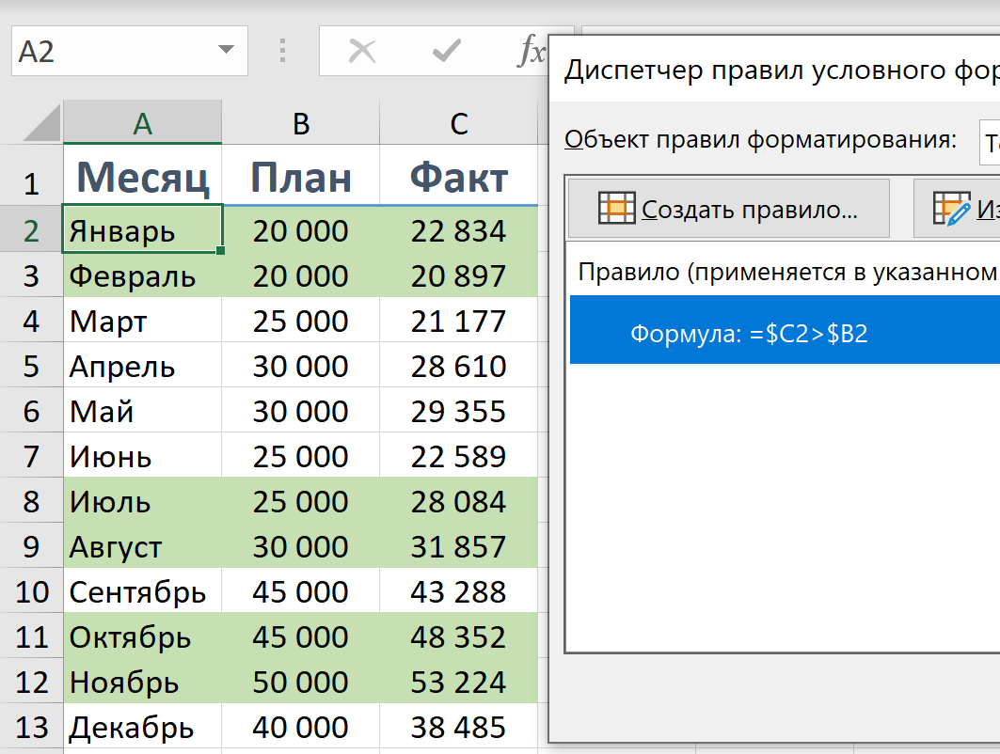 A2
fx
Диспетчер правил условного фор
Объект правил форматирования:
Создать правило...
Правило (применяется в указанном
Формула: =$C2>$B2
A B C
1 Месяц План Факт
2 Январь 20 000 22 834
3 Февраль 20 000 20 897
4 Март 25 000 21 177
5 Апрель 30 000 28 610
6 Май 30 000 29 355
7 Июнь 25 000 22 589
8 Июль 25 000 28 084
9 Август 30 000 31 857
10 Сентябрь 45 000 43 288
11 Октябрь 45 000 48 352
12 Ноябрь 50 000 53 224
13 Декабрь 40 000 38 485